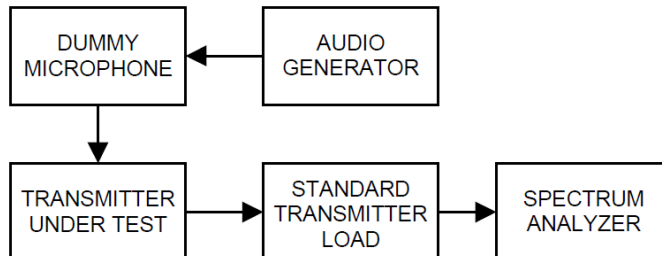 DUMMY
MICROPHONE
AUDIO
GENERATOR
TRANSMITTER
UNDER TEST
STANDARD
TRANSMITTER
LOAD
SPECTRUM
ANALYZER